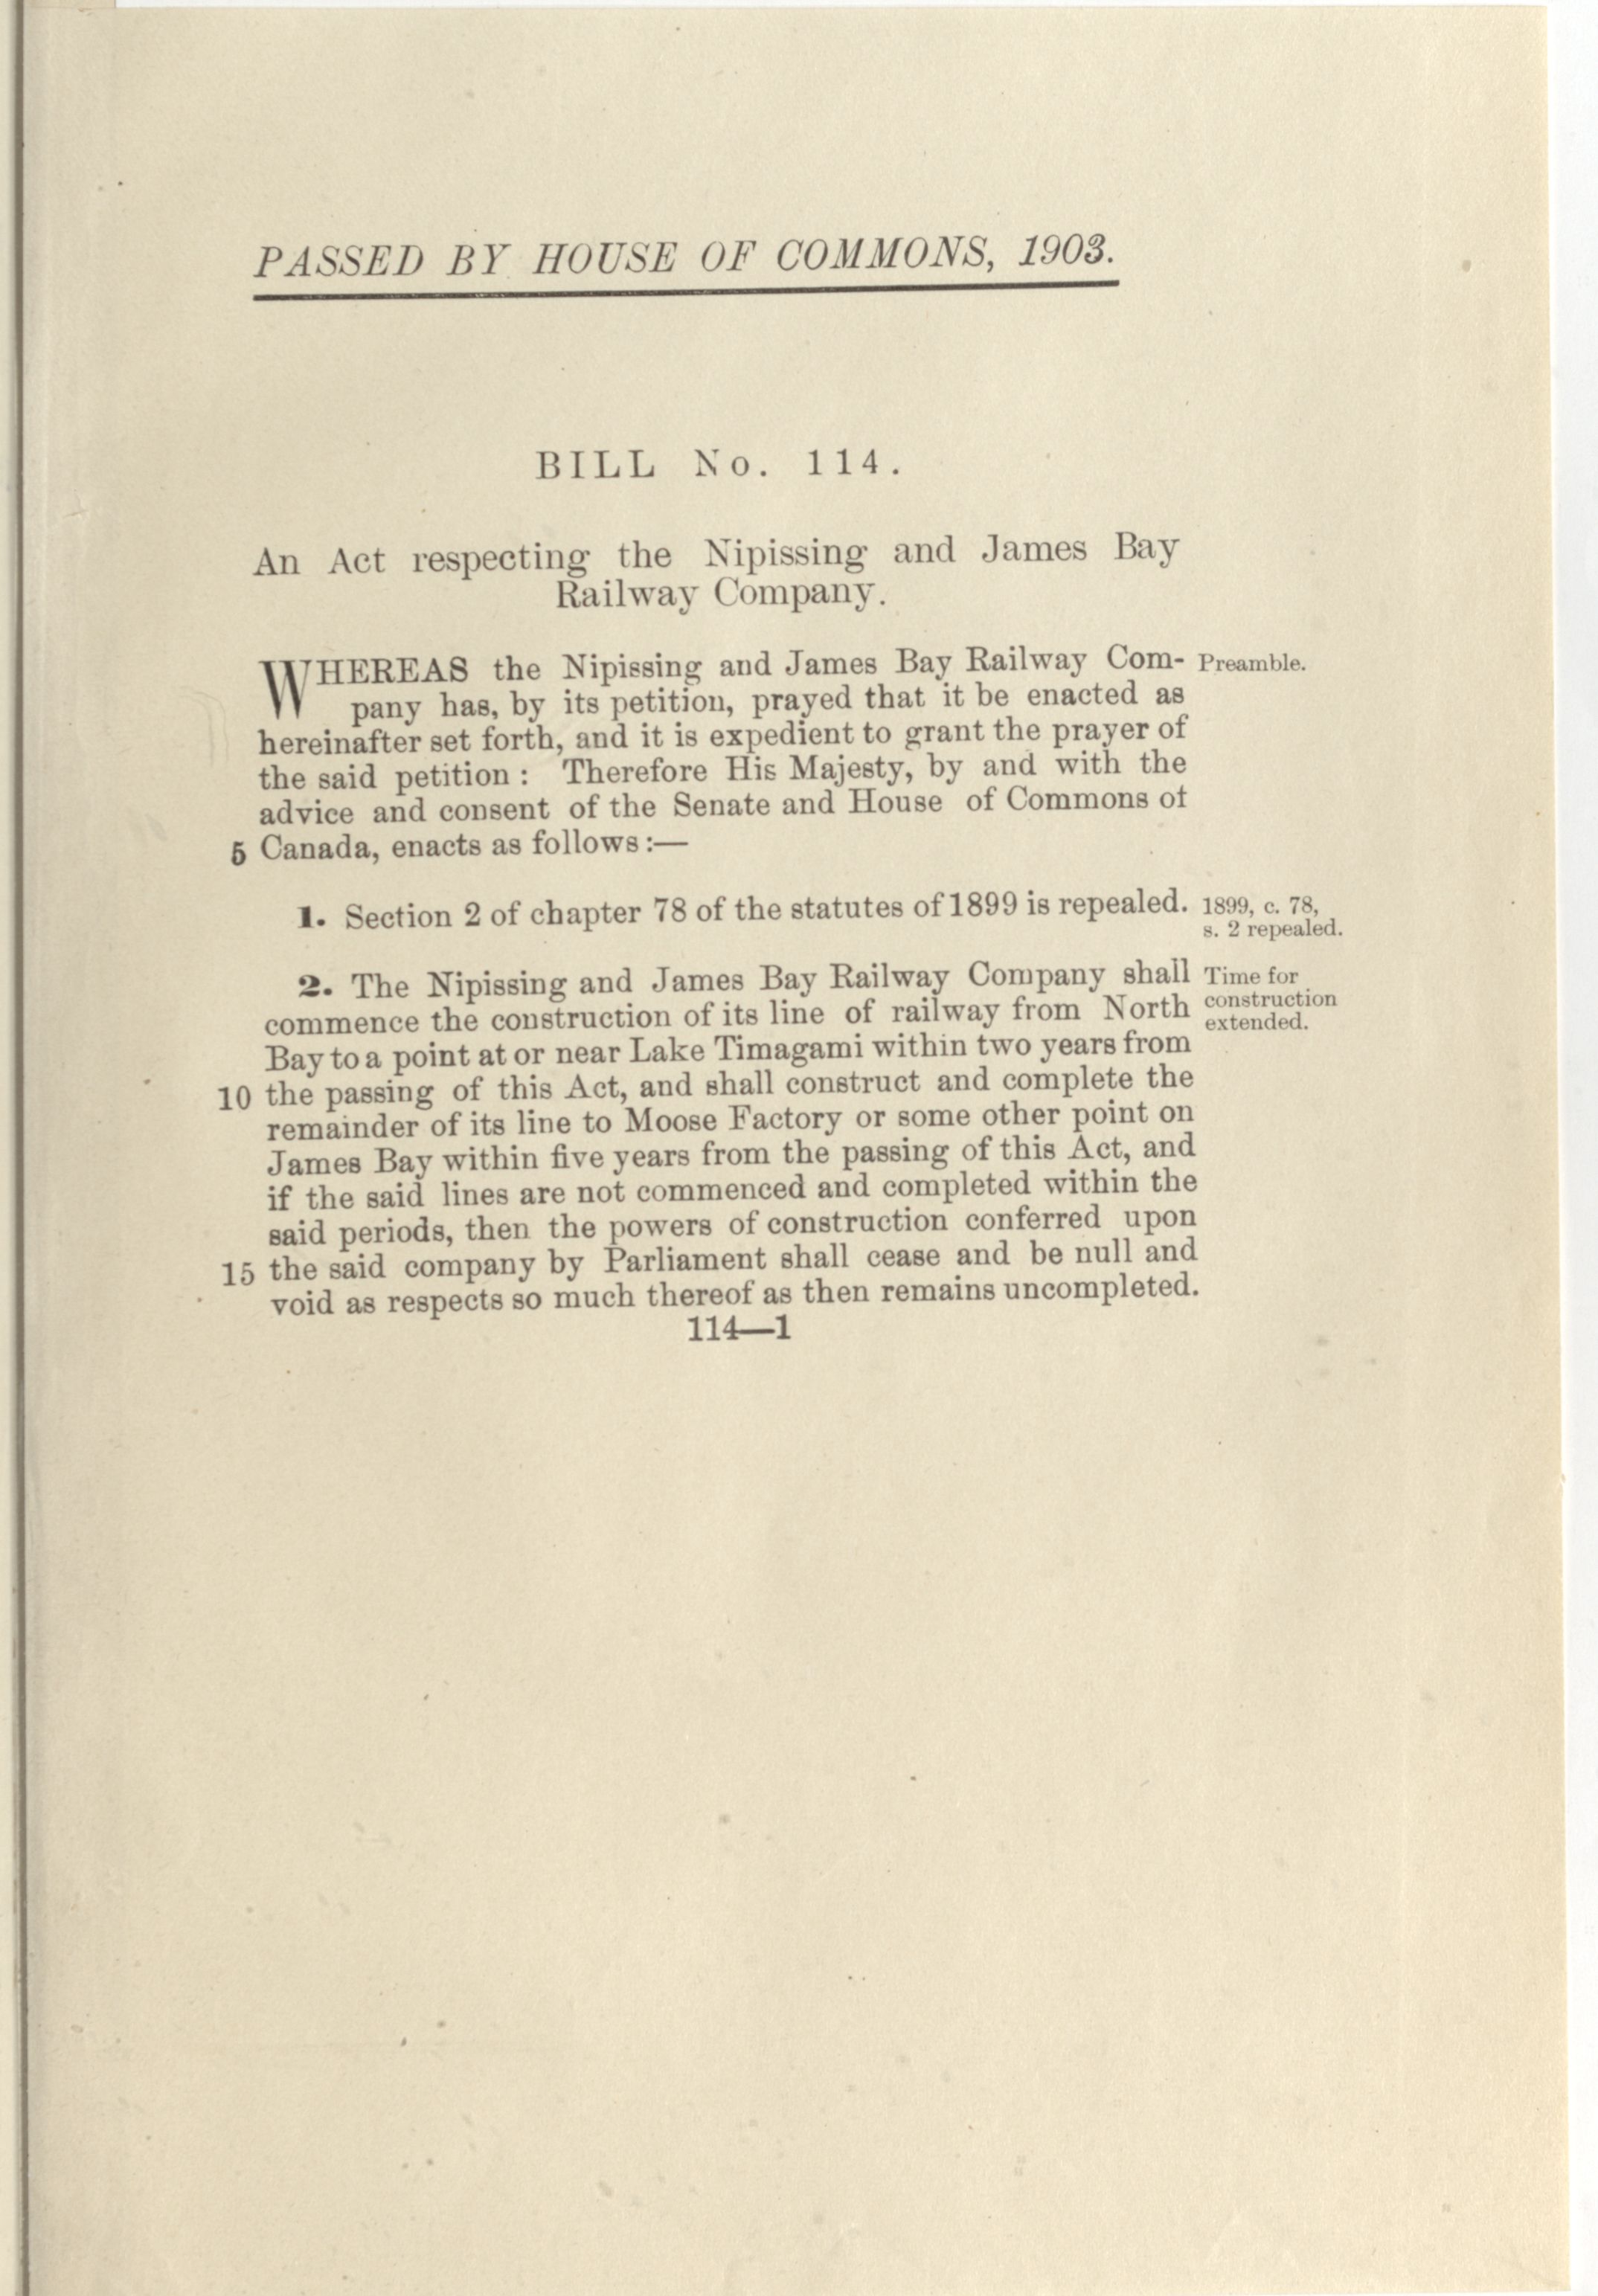 PASSED BY HOUSE OF COMMONS, 1903.
BILL No. 114.
An Act respecting the Nipissing and James Bay
Railway Company.
WHEREAS the Nipissing and James Bay Railway Com- Preamble.
pany has, by its petition, prayed that it be enacted as
hereinafter set forth, and it is expedient to grant the prayer of
the said petition : Therefore His Majesty, by and with the
advice and consent of the Senate and House of Commons of
5 Canada, enacts as follows :—
1. Section 2 of chapter 78 of the statutes of 1899 is repealed. 1899, c. 78,
s. 2 repealed.
2. The Nipissing and James Bay Railway Company shall Time for
commence the construction of its line of railway from North construction
extended.
Bay to a point at or near Lake Timagami within two years from
10 the passing of this Act, and shall construct and complete the
remainder of its line to Moose Factory or some other point on
James Bay within five years from the passing of this Act, and
if the said lines are not commenced and completed within the
said periods, then the powers of construction conferred upon
15 the said company by Parliament shall cease and be null and
void as respects so much thereof as then remains uncompleted.
114—1